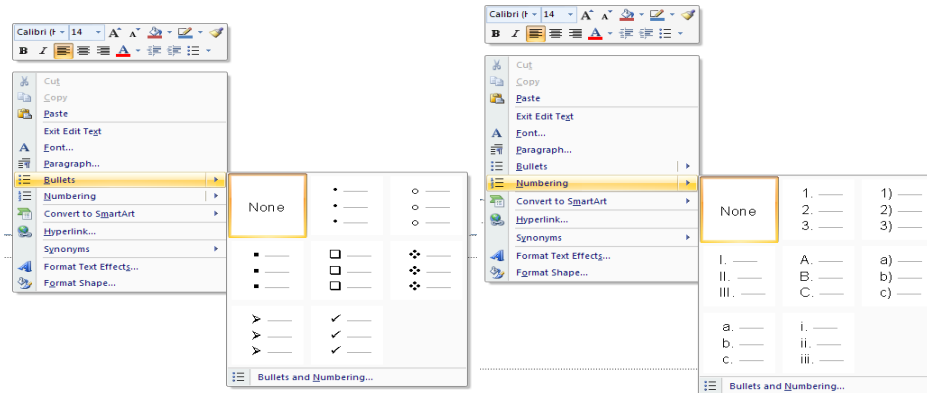 Calibri (H 14 A A
B I A
Cut
Copy
Paste
Exit Edit Text
A Font...
Paragraph...
Bullets
Numbering
Convert to SmartArt
Hyperlink...
Synonyms
Format Text Effects...
Format Shape...
None
Bullets and Numbering...
Calibri (H 14 A A
B I A
Cut
Copy
Paste
Exit Edit Text
A Font...
Paragraph...
Bullets
Numbering
Convert to SmartArt
Hyperlink...
Synonyms
Format Text Effects...
Format Shape...
None
1. 1)
2. 2)
3. 3)
I. A. a)
II. B. b)
III. C. c)
a. i.
b. ii.
c. iii.
Bullets and Numbering...